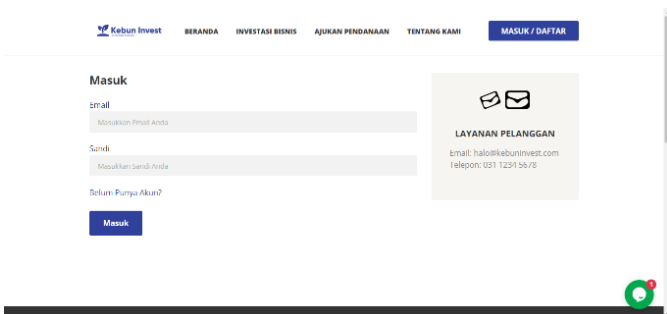 Kebun Invest
BERANDA
INVESTASI BISNIS
AJUKAN PENDANAAN
TENTANG KAMI
MASUK / DAFTAR
Masuk
Email
Masukkan Email Anda
Sandi
Masukkan Sandi Anda
Belum Punya Akun?
Masuk
LAYANAN PELANGGAN
Email: halo@kebuninvest.com
Telepon: 031 1234 5678
1